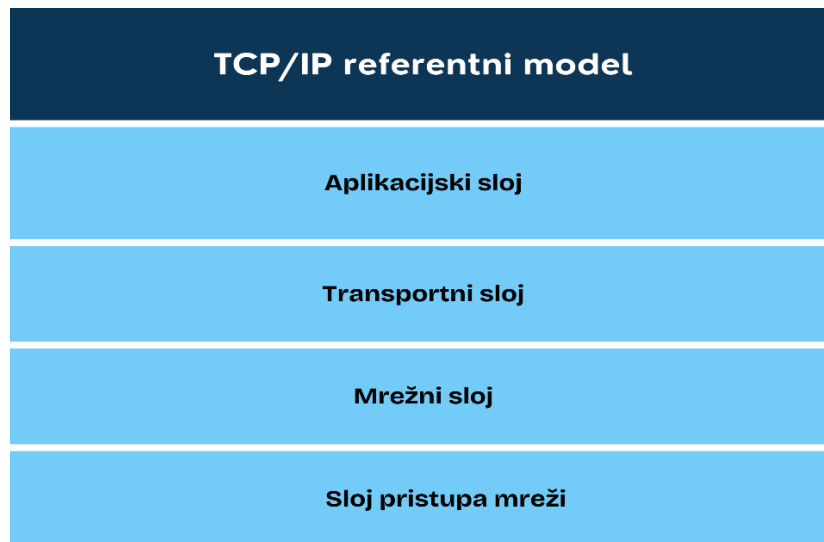 TCP/IP referentni model
Aplikacijski sloj
Transportni sloj
Mrežni sloj
Sloj pristupa mreži